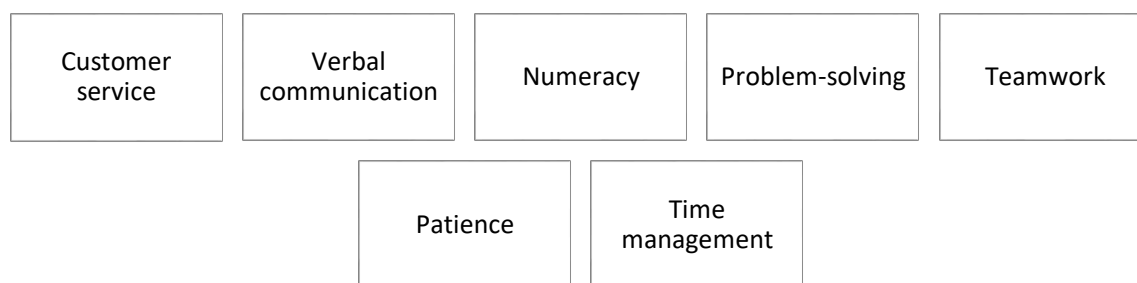 Customer
service
Verbal
communication
Numeracy
Problem-solving
Teamwork
Patience
Time
management